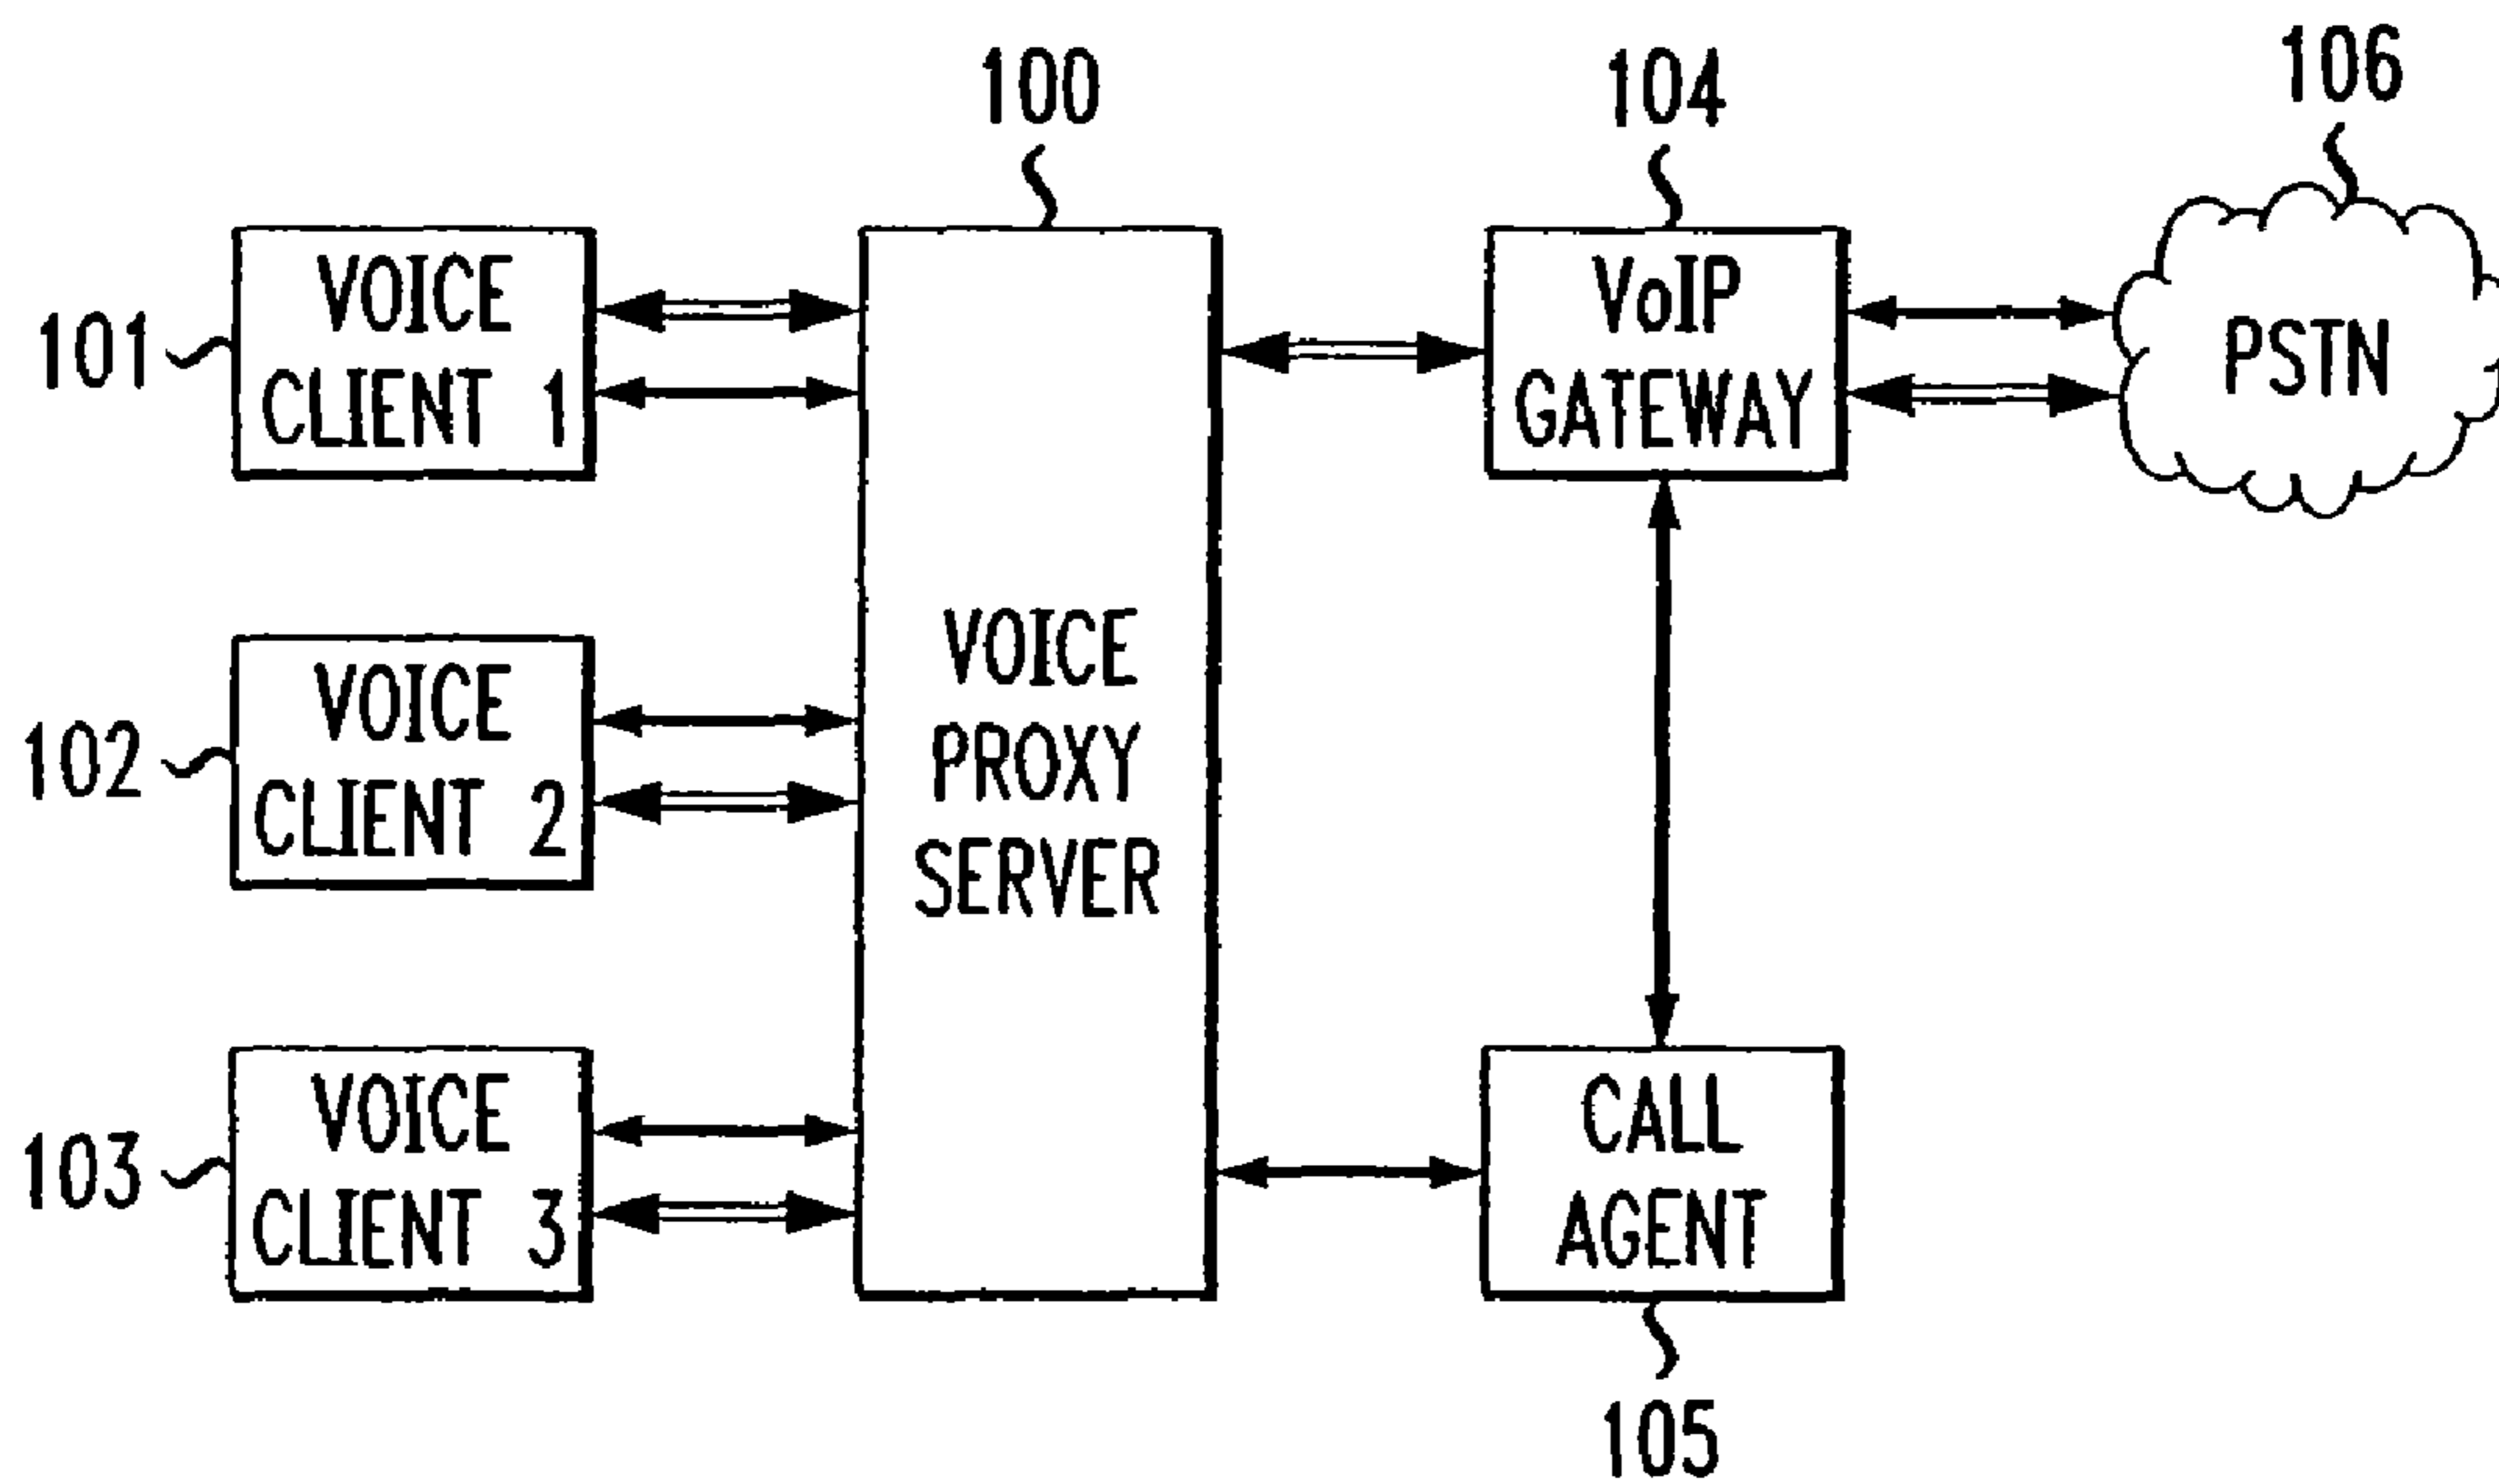 100
104
106
101
VOICE
CLIENT 1
VoIP
GATEWAY
PSTN
102
VOICE
CLIENT 2
VOICE
PROXY
SERVER
103
VOICE
CLIENT 3
CALL
AGENT
105